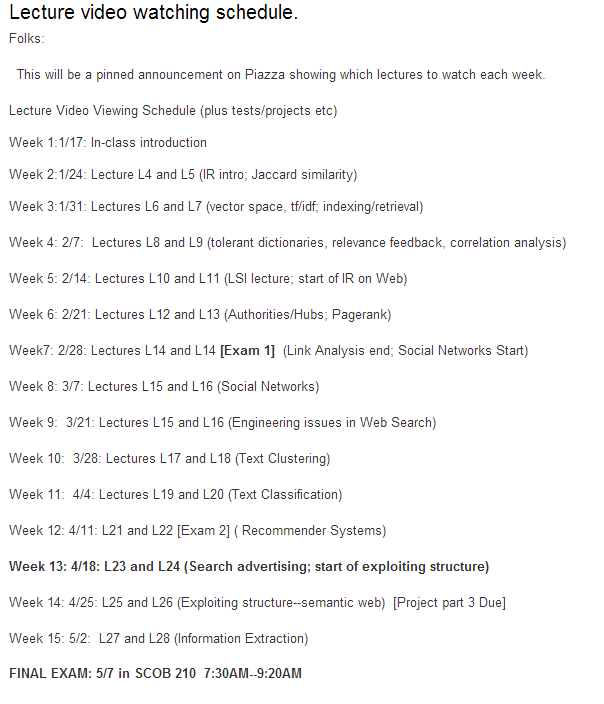 Lecture video watching schedule.
Folks:
This will be a pinned announcement on Piazza showing which lectures to watch each week.
Lecture Video Viewing Schedule (plus tests/projects etc)
Week 1:1/17: In-class introduction
Week 2:1/24: Lecture L4 and L5 (IR intro; Jaccard similarity)
Week 3:1/31: Lectures L6 and L7 (vector space, tf/idf; indexing/retrieval)
Week 4: 2/7:  Lectures L8 and L9 (tolerant dictionaries, relevance feedback, correlation analysis)
Week 5: 2/14: Lectures L10 and L11 (LSI lecture; start of IR on Web)
Week 6: 2/21: Lectures L12 and L13 (Authorities/Hubs; Pagerank)
Week7: 2/28: Lectures L14 and L14 [Exam 1]  (Link Analysis end; Social Networks Start)
Week 8: 3/7: Lectures L15 and L16 (Social Networks)
Week 9:  3/21: Lectures L15 and L16 (Engineering issues in Web Search)
Week 10:  3/28: Lectures L17 and L18 (Text Clustering)
Week 11:  4/4: Lectures L19 and L20 (Text Classification)
Week 12: 4/11: L21 and L22 [Exam 2] ( Recommender Systems)
Week 13: 4/18: L23 and L24 (Search advertising; start of exploiting structure)
Week 14: 4/25: L25 and L26 (Exploiting structure--semantic web)  [Project part 3 Due]
Week 15: 5/2:  L27 and L28 (Information Extraction)
FINAL EXAM: 5/7 in SCOB 210  7:30AM--9:20AM